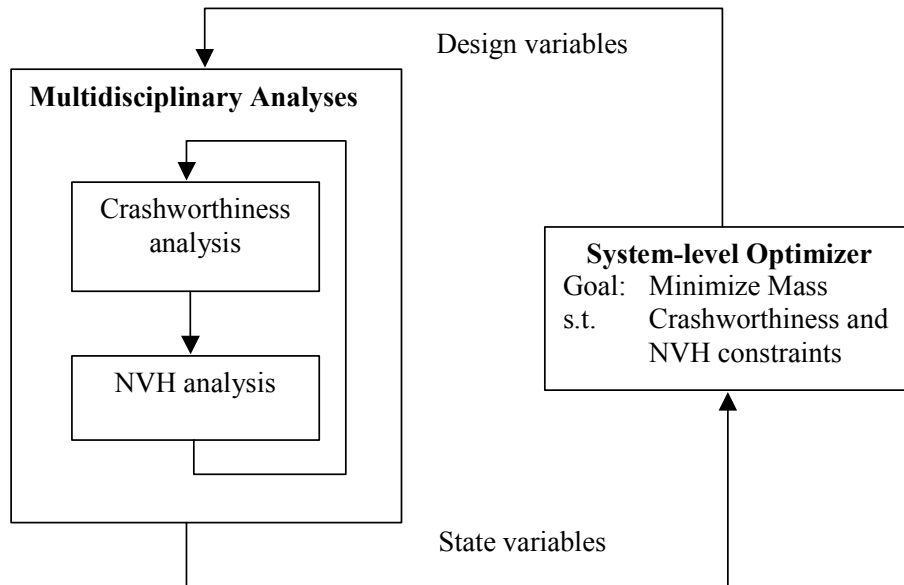 Design variables
Multidisciplinary Analyses
Crashworthiness
analysis
NVH analysis
System-level Optimizer
Goal: Minimize Mass
s.t. Crashworthiness and
NVH constraints
State variables